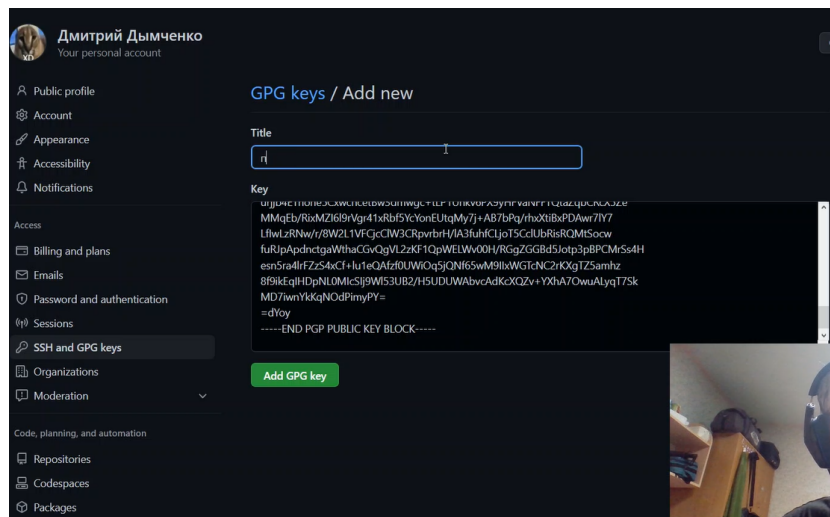 Дмитрий Дымченко
Your personal account
XD
Public profile
Account
Appearance
Accessibility
Notifications
Access
Billing and plans
Emails
Password and authentication
Sessions
SSH and GPG keys
Organizations
Moderation
Code, planning, and automation
Repositories
Codespaces
Packages
GPG keys / Add new
Title
n
Key
MMqEb/RixMZI6l9rVgr41xRbf5YcYonEUtqMy7j+AB7bPq/rhxXtiBxPDAwr7lY7
LflwLzRNw/r/8W2L1VFCjcClW3CRpvrbrH/lA3fuhfCLjoT5CclUbRisRQMtSocw
fuRJpApdnctgaWthaCGvQgVL2zKF1QpWELWv00H/RGgZGGBd5Jotp3pBPCMrSs4H
esn5ra4lrFZzS4xCf+lu1eQAfzf0UWiOq5jQNf65wM9IIxWGTcNC2rKXgTZ5amhz
8f9ikEqIHDpNL0MIcSIj9Wl53UB2/H5UDUWAbvcAdKcXQZv+YXhA7OwuALyqT7Sk
MD7iwnYkKqNOdPimyPY=
=dYoy
-----END PGP PUBLIC KEY BLOCK-----
Add GPG key